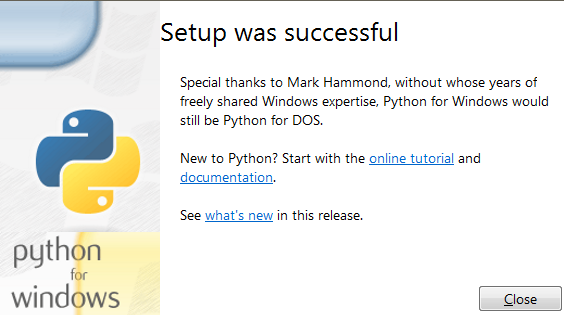 Setup was successful
Special thanks to Mark Hammond, without whose years of
freely shared Windows expertise, Python for Windows would
still be Python for DOS.
New to Python? Start with the online tutorial and
documentation.
See what's new in this release.
python
for
windows
Close